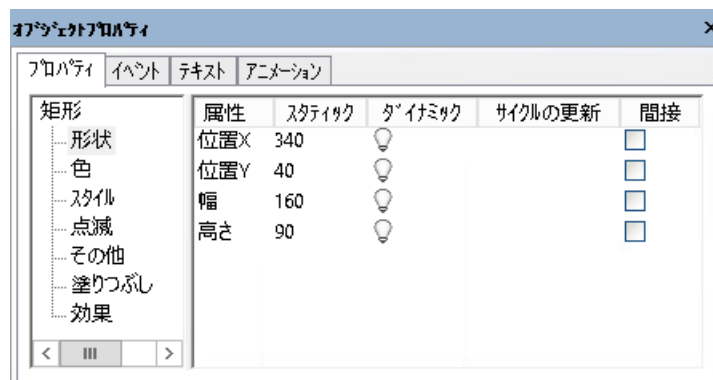 ｵﾌﾞｼﾞｪｸﾄﾌﾟﾛﾊﾟﾃｨ
ﾌﾟﾛﾊﾟﾃｨ ｲﾍﾞﾝﾄ ﾃｷｽﾄ ｱﾆﾒｰｼｮﾝ
矩形
形状
色
ｽﾀｲﾙ
点滅
その他
塗りつぶし
効果
属性 ｽﾀﾃｨｯｸ ﾀﾞｲﾅﾐｯｸ ｻｲｸﾙの更新 間接
位置X 340
位置Y 40
幅 160
高さ 90